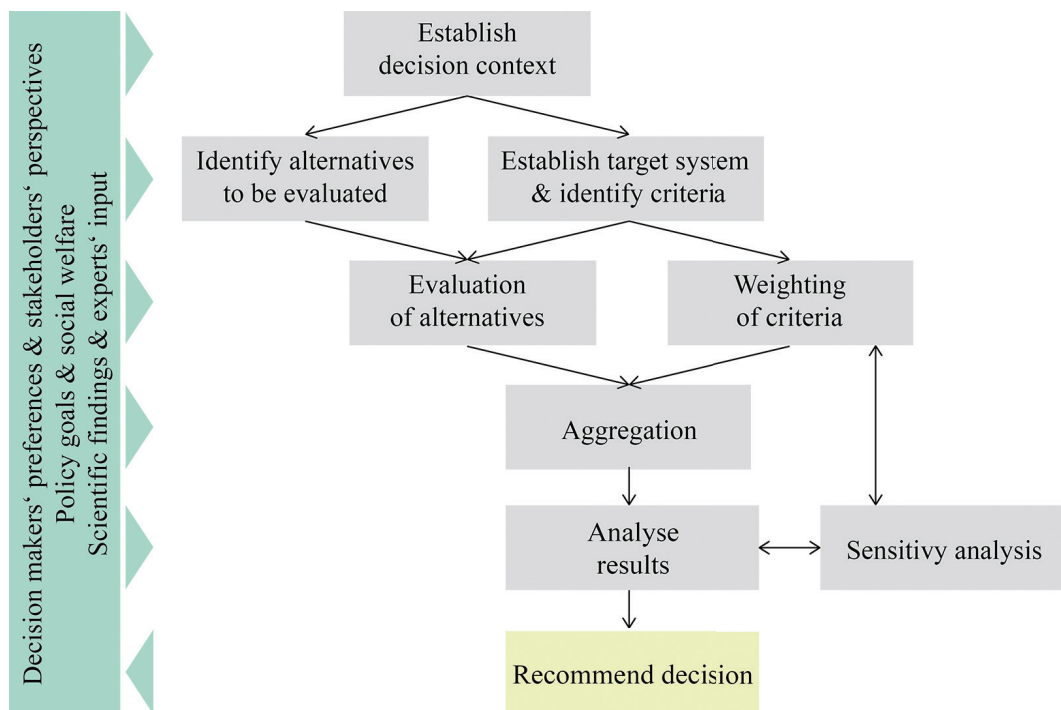 Decision makers‘ preferences & stakeholders‘ perspectives
Policy goals & social welfare
Scientific findings & experts‘ input
Establish
decision context
Identify alternatives
to be evaluated
Establish target system
& identify criteria
Evaluation
of alternatives
Weighting
of criteria
Aggregation
Analyse
results
Sensitivy analysis
Recommend decision